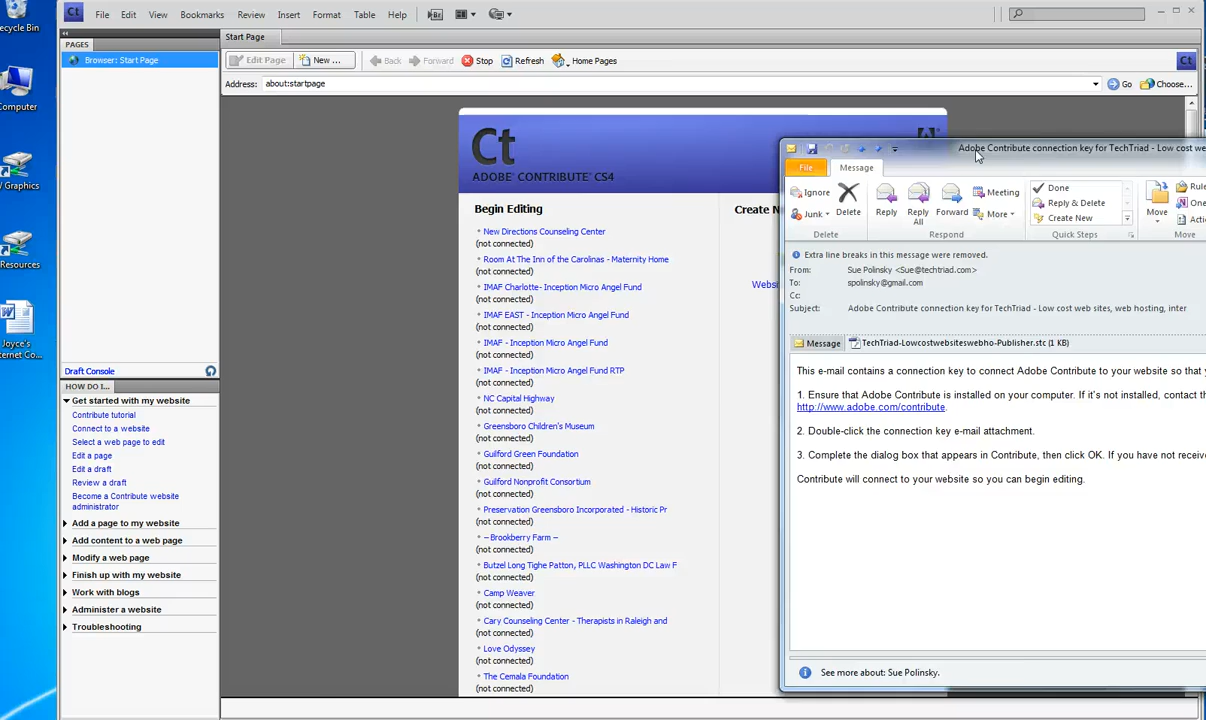 ecycle Bin
Computer
\Graphics
Resources
Joyce's
nternet Co...
Ct
File Edit View Bookmarks Review Insert Format Table Help
Br
PAGES
Browser: Start Page
Draft Console
HOW DO I...
Get started with my website
Contribute tutorial
Connect to a website
Select a web page to edit
Edit a page
Edit a draft
Review a draft
Become a Contribute website
administrator
Add a page to my website
Add content to a web page
Modify a web page
Finish up with my website
Work with blogs
Administer a website
Troubleshooting
Start Page
Edit Page New ... Back Forward Stop Refresh Home Pages
Ct
Address: about:startpage
Go Choose...
Ct
ADOBE® CONTRIBUTE® CS4
Begin Editing
New Directions Counseling Center
(not connected)
Room At The Inn of the Carolinas - Maternity Home
(not connected)
IMAF Charlotte- Inception Micro Angel Fund
(not connected)
IMAF EAST - Inception Micro Angel Fund
(not connected)
IMAF - Inception Micro Angel Fund
(not connected)
IMAF - Inception Micro Angel Fund RTP
(not connected)
NC Capital Highway
(not connected)
Greensboro Children's Museum
(not connected)
Guilford Green Foundation
(not connected)
Guilford Nonprofit Consortium
(not connected)
Preservation Greensboro Incorporated - Historic Pr
(not connected)
-- Brookberry Farm --
(not connected)
Butzel Long Tighe Patton, PLLC Washington DC Law F
(not connected)
Camp Weaver
(not connected)
Cary Counseling Center - Therapists in Raleigh and
(not connected)
Love Odyssey
(not connected)
The Cemala Foundation
(not connected)
Create N
Websi
Adobe Contribute connection key for TechTriad - Low cost we
File Message
Ignore
Junk
Delete
Reply
Reply
All
Forward
Meeting
More
Done
Reply & Delete
Create New
Move
Rule
One
Actio
Delete Respond Quick Steps Move
Extra line breaks in this message were removed.
From: Sue Polinsky <Sue@techtriad.com>
To: spolinsky@gmail.com
Cc:
Subject: Adobe Contribute connection key for TechTriad - Low cost web sites, web hosting, inter
Message TechTriad-Lowcostwebsiteswebho-Publisher.stc (1 KB)
This e-mail contains a connection key to connect Adobe Contribute to your website so that y
1. Ensure that Adobe Contribute is installed on your computer. If it's not installed, contact th
http://www.adobe.com/contribute.
2. Double-click the connection key e-mail attachment.
3. Complete the dialog box that appears in Contribute, then click OK. If you have not receive
Contribute will connect to your website so you can begin editing.
See more about: Sue Polinsky.